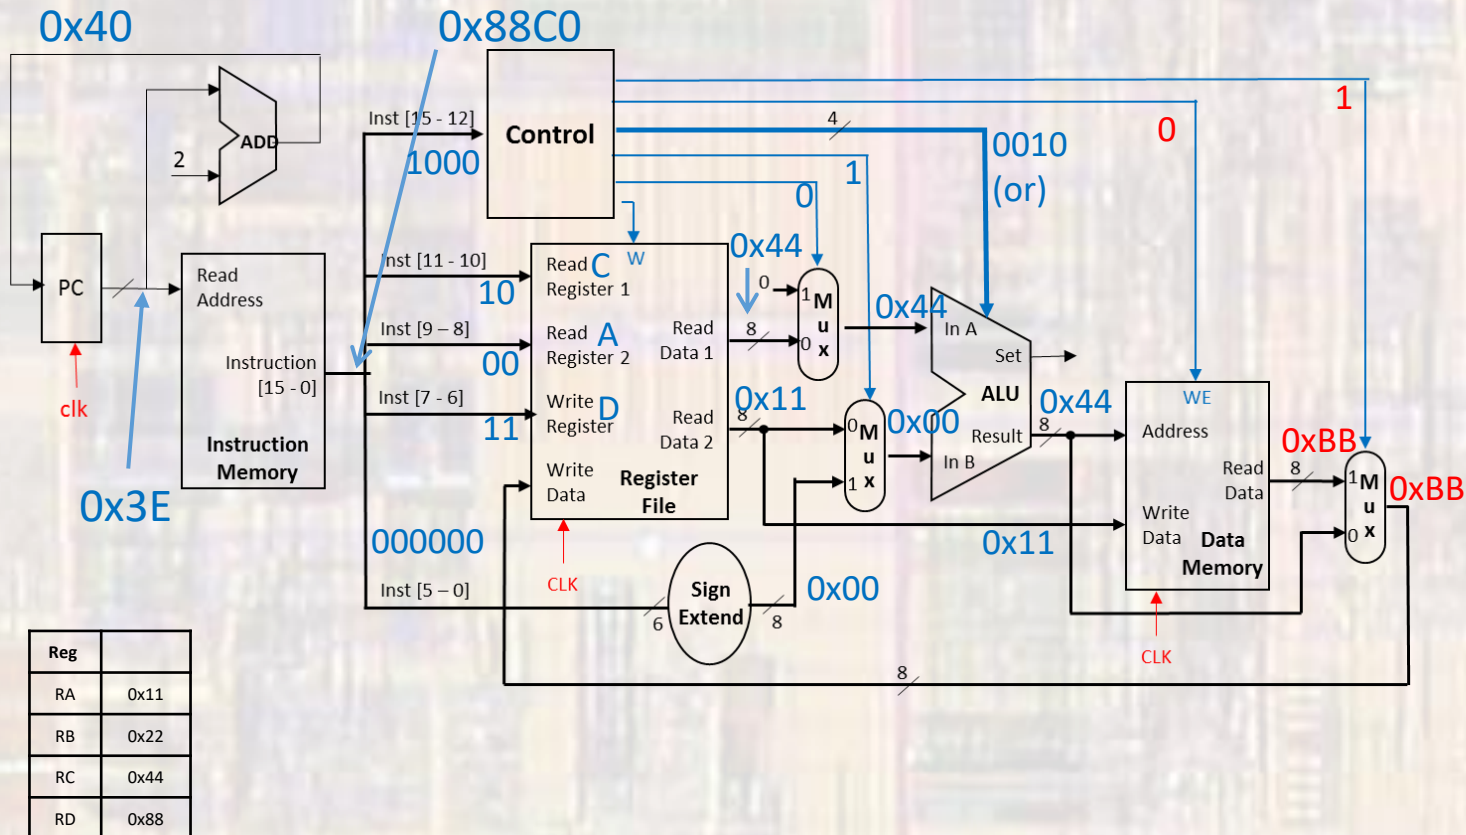 0x40
0x88C0
ADD
2
PC
clk
0x3E
Read
Address
Instruction
[15 - 0]
Instruction
Memory
Inst [15 - 12]
1000
Control
Inst [11 - 10]
10
Inst [9 – 8]
00
Inst [7 - 6]
11
000000
Inst [5 – 0]
6
Sign
Extend
8
0x00
Read C
Register 1
W
Read A
Register 2
Write D
Register
Write
Data
Read
Data 1
Read
Data 2
Register
File
CLK
0x44
8
0x11
8
0
1
M
u
x
0
0
0x44
1
0
M
u
x
1
0x00
4
0010
(or)
In A
Set
ALU
Result
In B
0x44
8
0x11
0
1
WE
Address
Read
Data
Write
Data
Data
Memory
CLK
0xBB
8
1
M
u
x
0
0xBB
8
Reg
RA 0x11
RB 0x22
RC 0x44
RD 0x88